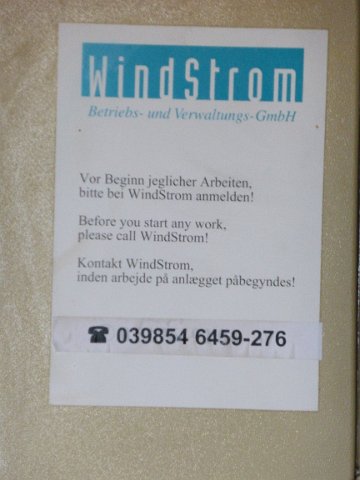 WindStrom
Betriebs- und Verwaltungs-GmbH
Vor Beginn jeglicher Arbeiten,
bitte bei WindStrom anmelden!
Before you start any work,
please call WindStrom!
Kontakt WindStrom,
inden arbejde på anlægget påbegyndes!
☎ 039854 6459-276